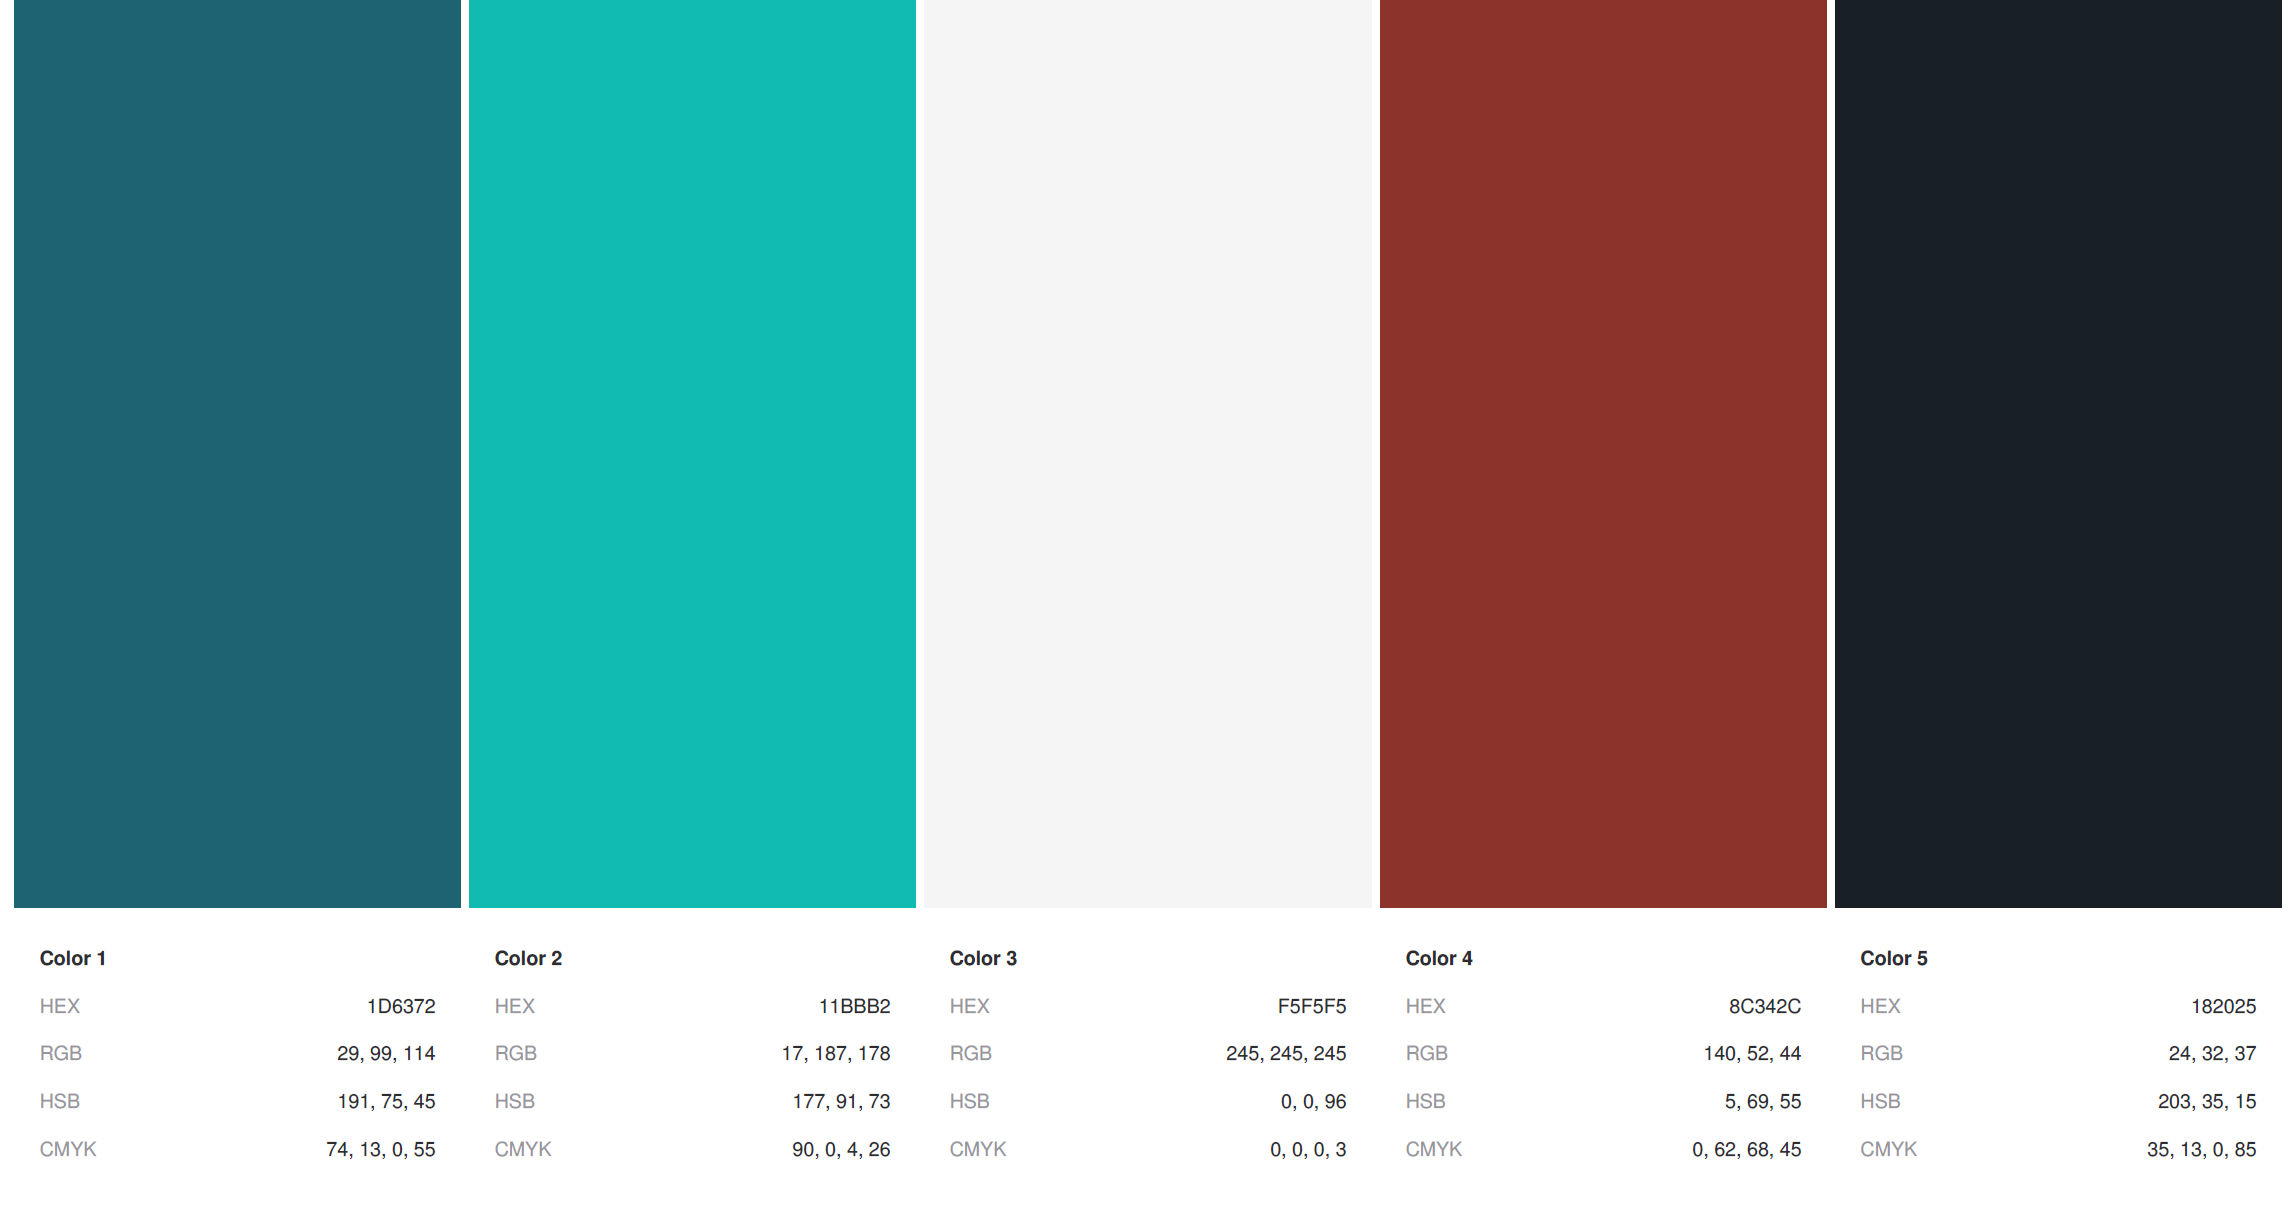 Color 1
HEX 1D6372
RGB 29, 99, 114
HSB 191, 75, 45
CMYK 74, 13, 0, 55
Color 2
HEX 11BBB2
RGB 17, 187, 178
HSB 177, 91, 73
CMYK 90, 0, 4, 26
Color 3
HEX F5F5F5
RGB 245, 245, 245
HSB 0, 0, 96
CMYK 0, 0, 0, 3
Color 4
HEX 8C342C
RGB 140, 52, 44
HSB 5, 69, 55
CMYK 0, 62, 68, 45
Color 5
HEX 182025
RGB 24, 32, 37
HSB 203, 35, 15
CMYK 35, 13, 0, 85